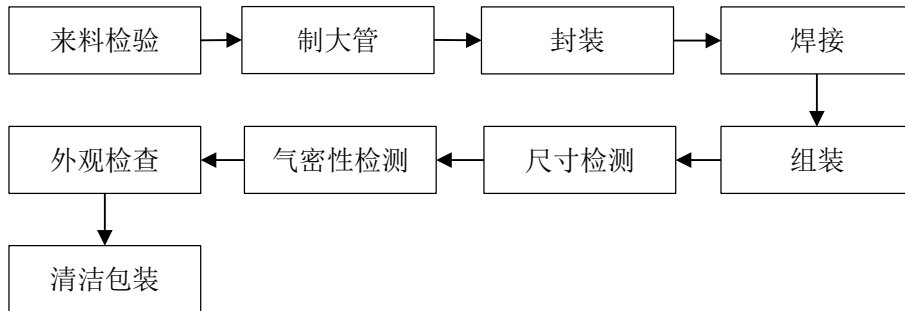 来料检验
制大管
封装
焊接
组装
尺寸检测
气密性检测
外观检查
清洁包装